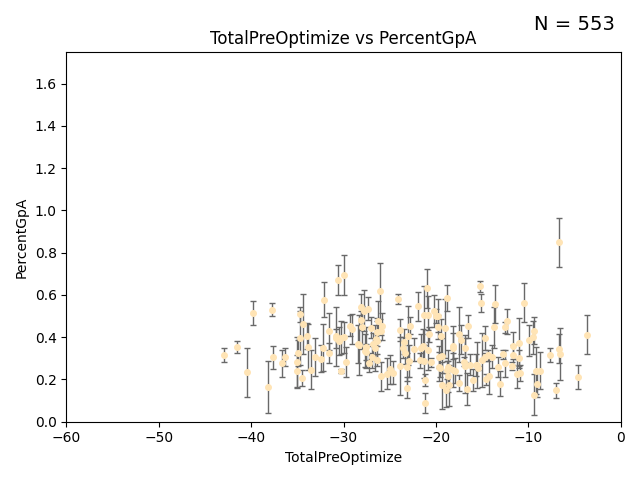 N = 553
TotalPreOptimize vs PercentGpA
1.6
1.4
1.2
1.0
0.8
0.6
0.4
0.2
0.0
PercentGpA
−60 −50 −40 −30 −20 −10 0
TotalPreOptimize